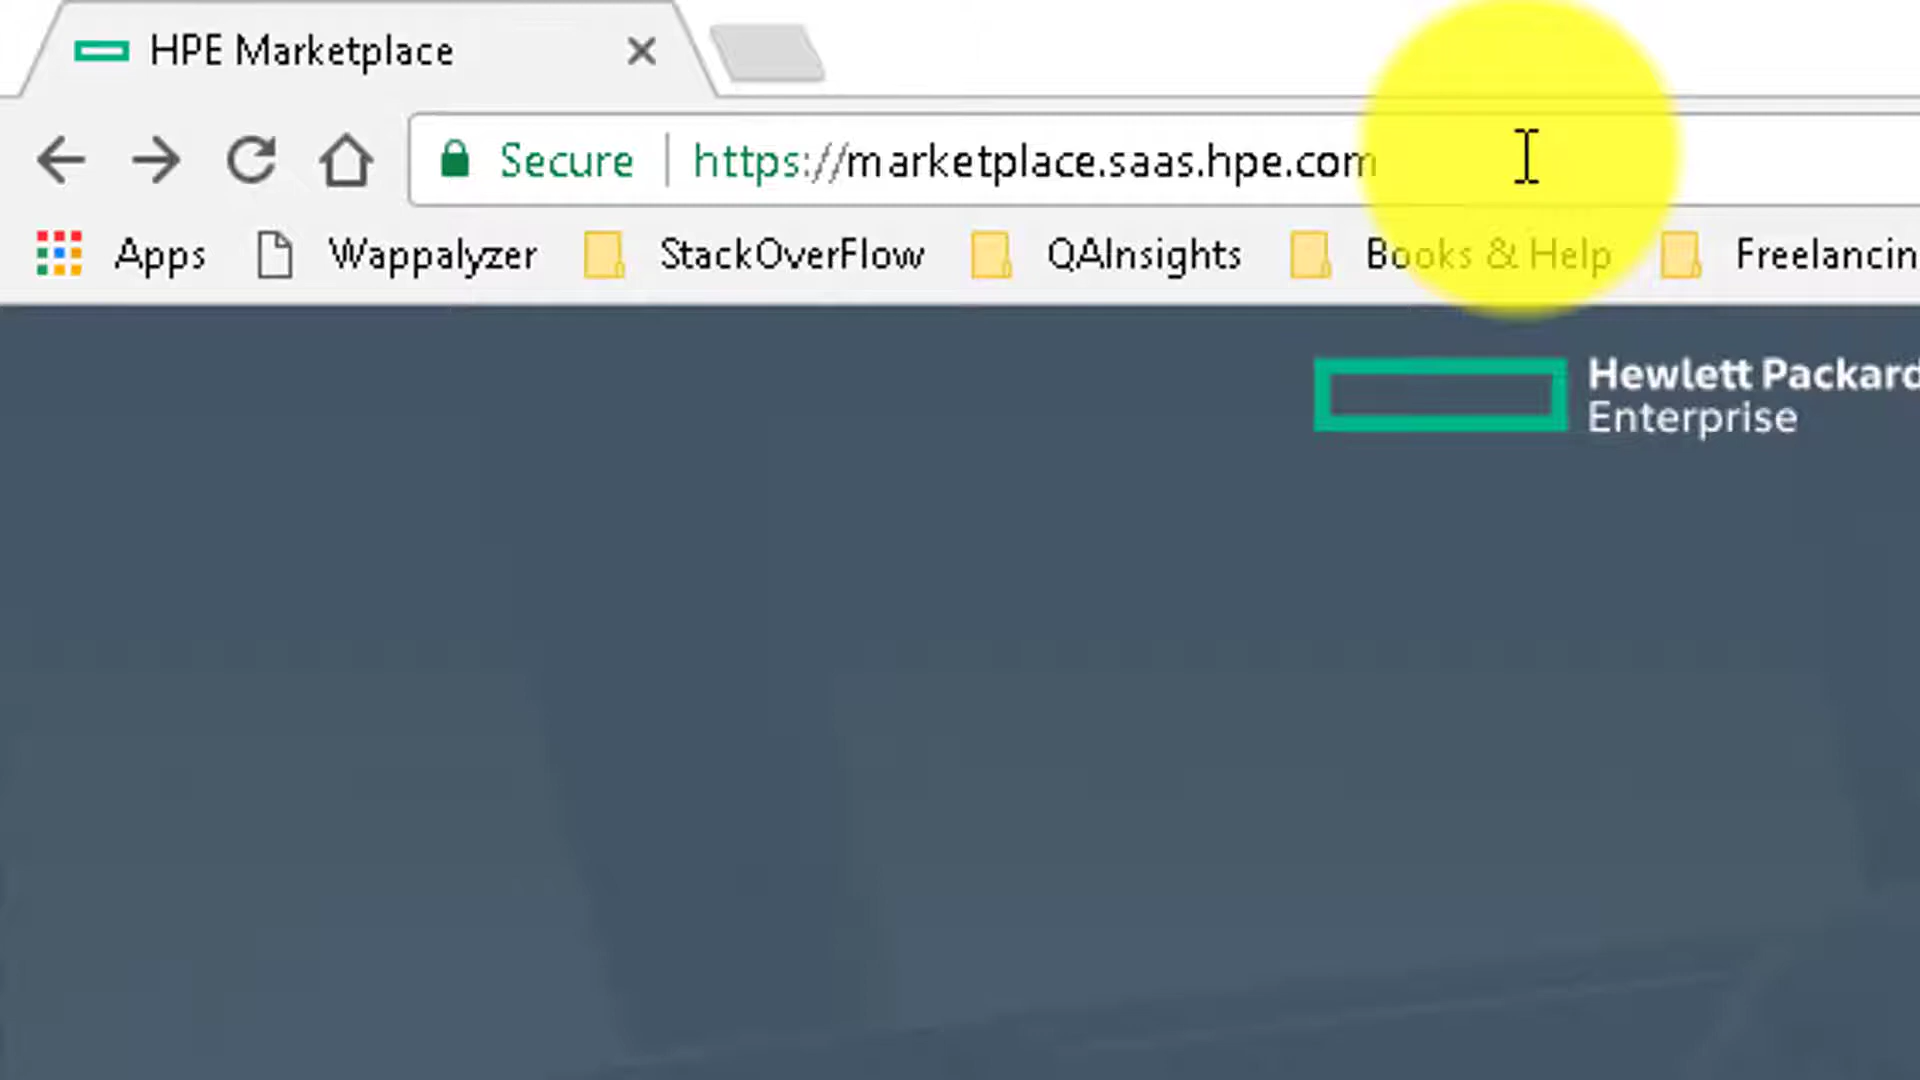 HPE Marketplace
Secure https://marketplace.saas.hpe.com
Apps Wappalyzer StackOverFlow QAInsights Books & Help Freelancin
Hewlett Packard
Enterprise